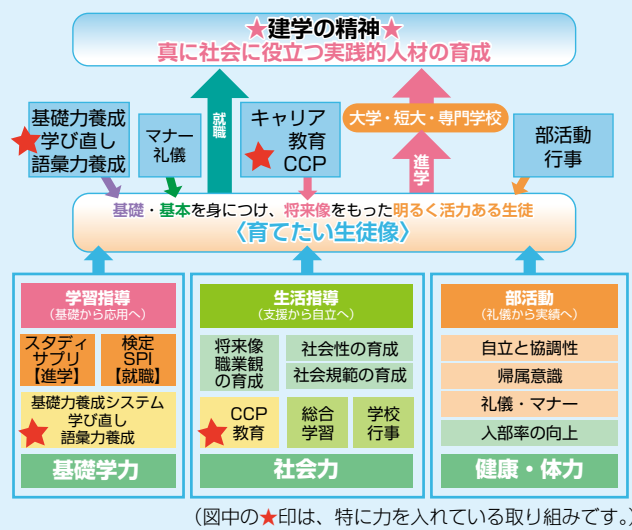 ★建学の精神★
真に社会に役立つ実践的人材の育成
基礎力養成
学び直し
語彙力養成
マナー
礼儀
就職
キャリア
教育
CCP
大学・短大・専門学校
進学
部活動
行事
基礎・基本を身につけ、将来像をもった明るく活力ある生徒
〈育てたい生徒像〉
学習指導
（基礎から応用へ）
スタディ
サプリ
【進学】
検定
SPI
【就職】
基礎力養成システム
学び直し
語彙力養成
基礎学力
生活指導
（支援から自立へ）
将来像
職業観
の育成
社会性の育成
社会規範の育成
CCP
教育
総合
学習
学校
行事
社会力
部活動
（礼儀から実績へ）
自立と協調性
帰属意識
礼儀・マナー
入部率の向上
健康・体力
（図中の★印は、特に力を入れている取り組みです。）